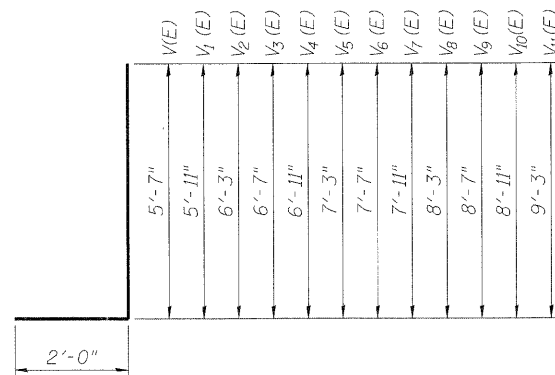 V(E)
V1(E)
V2(E)
V3(E)
V4(E)
V5(E)
V6(E)
V7(E)
V8(E)
V9(E)
V10(E)
V11(E)
5'-7"
5'-11"
6'-3"
6'-7"
6'-11"
7'-3"
7'-7"
7'-11"
8'-3"
8'-7"
8'-11"
9'-3"
2'-0"